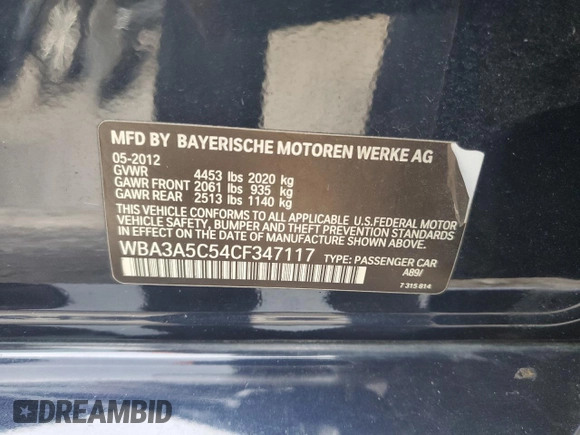 MFD BY BAYERISCHE MOTOREN WERKE AG
05-2012
GVWR 4453 lbs 2020 kg
GAWR FRONT 2061 lbs 935 kg
GAWR REAR 2513 lbs 1140 kg
THIS VEHICLE CONFORMS TO ALL APPLICABLE U.S.FEDERAL MOTOR
VEHICLE SAFETY, BUMPER AND THEFT PREVENTION STANDARDS
IN EFFECT ON THE DATE OF MANUFACTURE SHOWN ABOVE.
WBA3A5C54CF347117 TYPE: PASSENGER CAR
A89/
7 315 814
DREAMBID